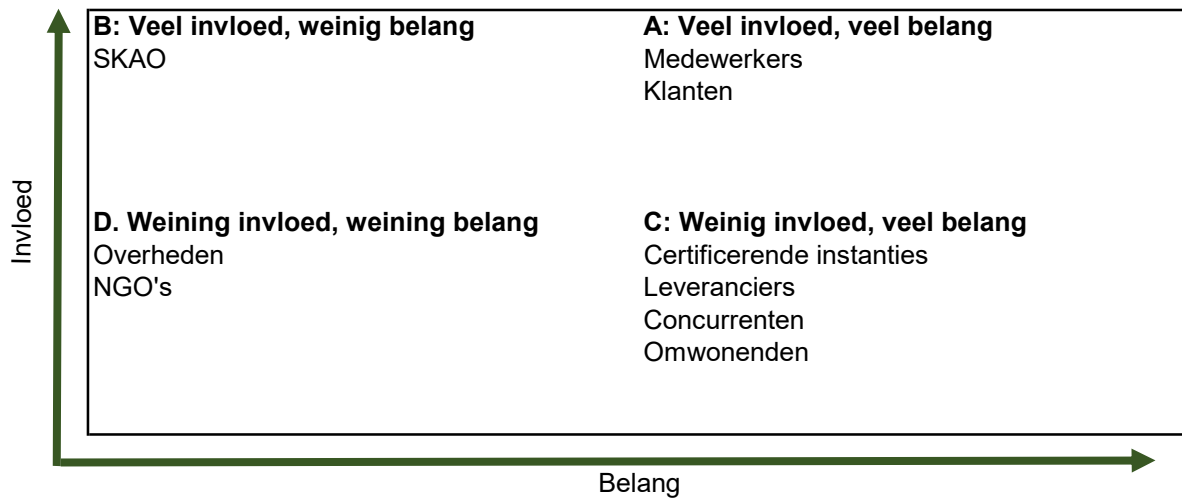 B: Veel invloed, weinig belang
SKAO
A: Veel invloed, veel belang
Medewerkers
Klanten
Invloed
D. Weining invloed, weining belang
Overheden
NGO's
C: Weinig invloed, veel belang
Certificerende instanties
Leveranciers
Concurrenten
Omwonenden
Belang